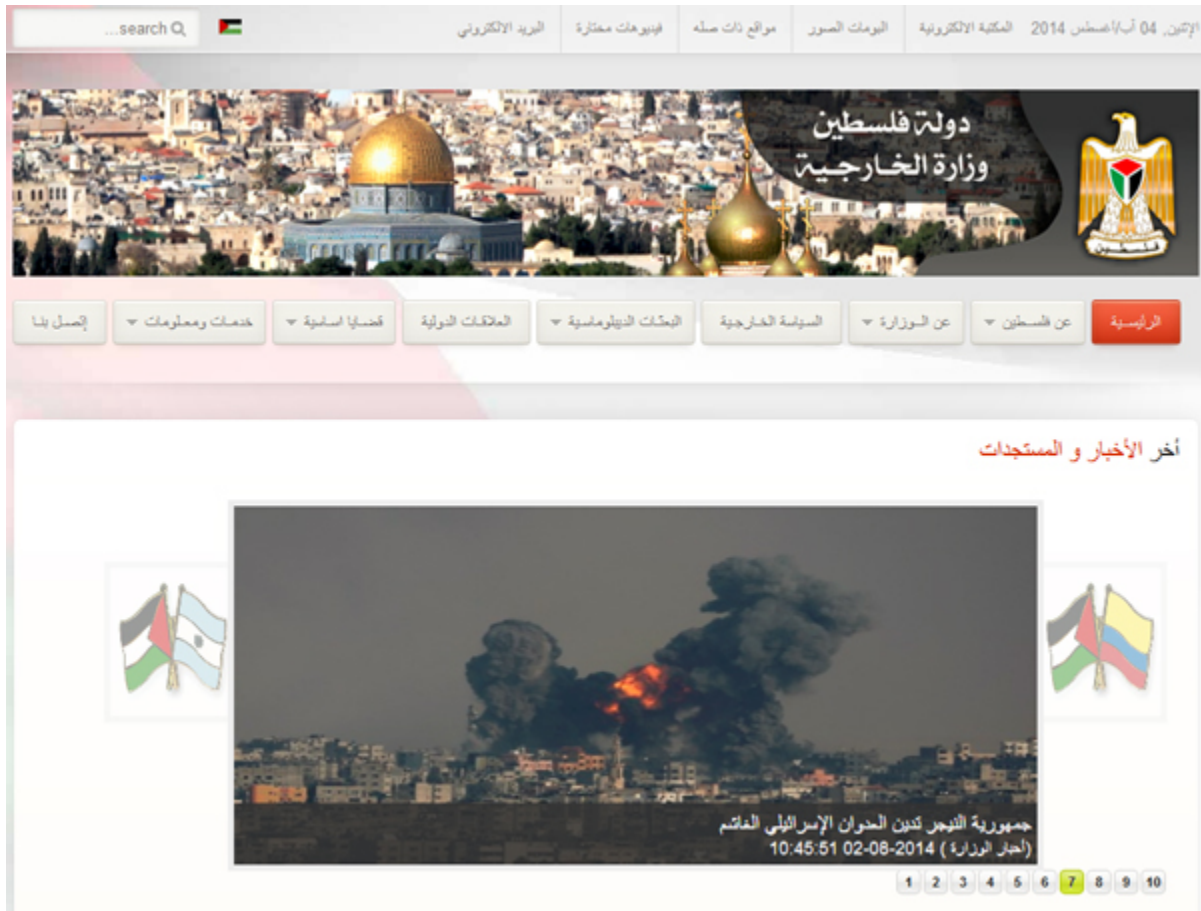 الإثنين, 04 آب/أغسطس 2014 المكتبة الالكترونية البومات الصور مواقع ذات صله فيديوهات مختارة البريد الالكتروني search...
دولة فلسطين
وزارة الخارجية
فلسطين
الرئيسية عن فلسطين عن الوزارة السياسة الخارجية البعثات الديبلوماسية العلاقات الدولية قضايا اساسية خدمات ومعلومات إتصل بنا
أخر الأخبار و المستجدات
جمهورية النيجر تدين العدوان الإسرائيلي الغاشم
(أخبار الوزارة ) 2014-08-02 10:45:51
1 2 3 4 5 6 7 8 9 10